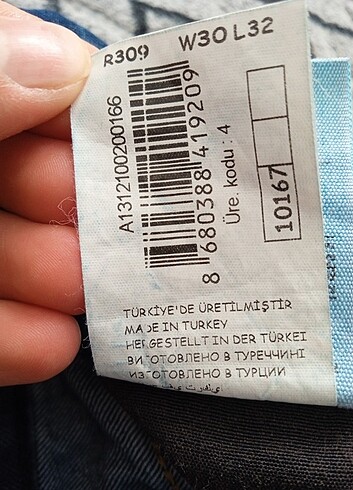 R309 W30 L32
A1312100200166
8 680388 419209
Üre. kodu : 4
10167
TÜRKİYE'DE ÜRETİLMİŞTİR
MADE IN TURKEY
HERGESTELLT IN DER TÜRKEI
ВИГОТОВЛЕНО В ТУРЕЧЧИНІ
ИЗГОТОВЛЕНО В ТУРЦИИ